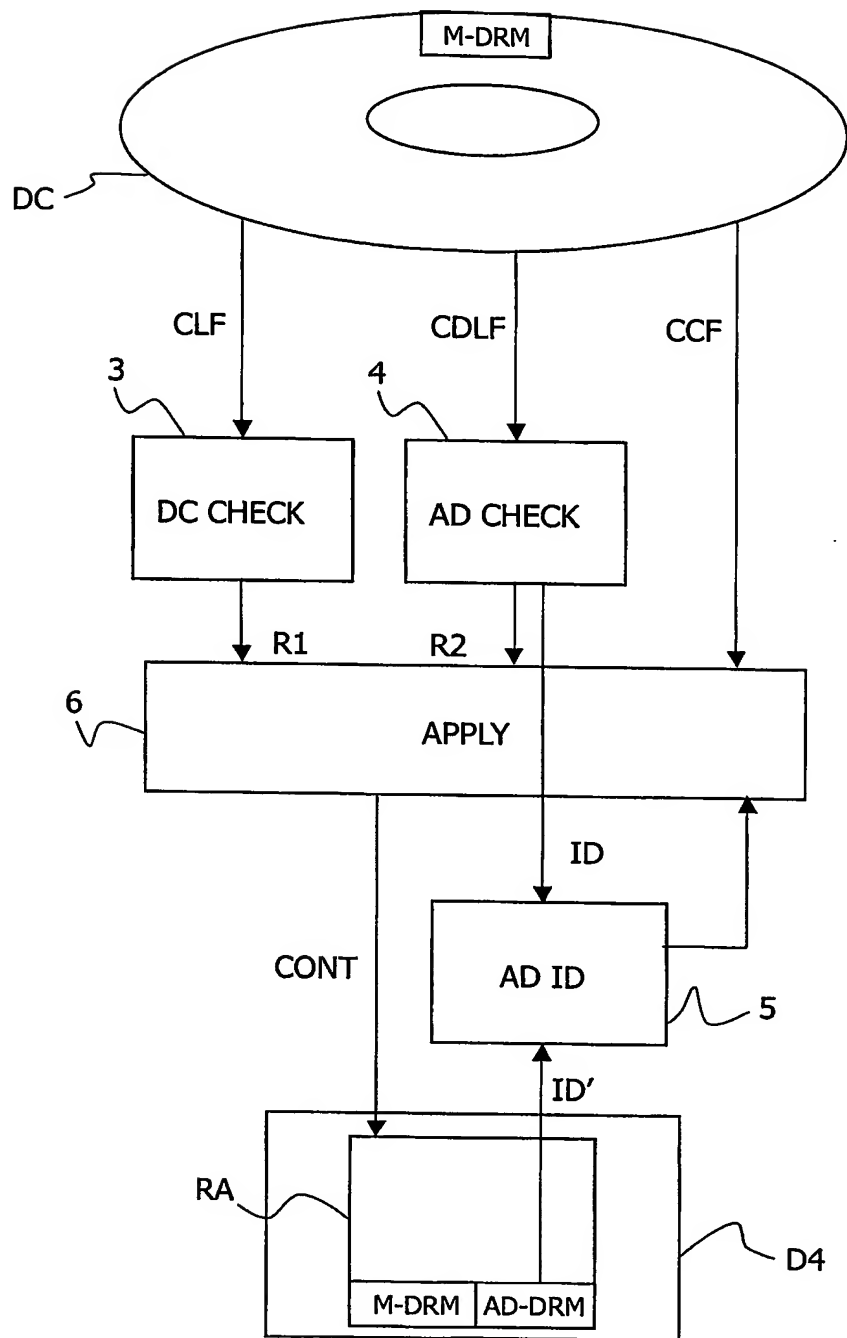 M-DRM
DC
CLF
CDLF
CCF
3
4
DC CHECK
AD CHECK
R1
R2
6
APPLY
ID
CONT
AD ID
5
ID′
RA
D4
M-DRM
AD-DRM